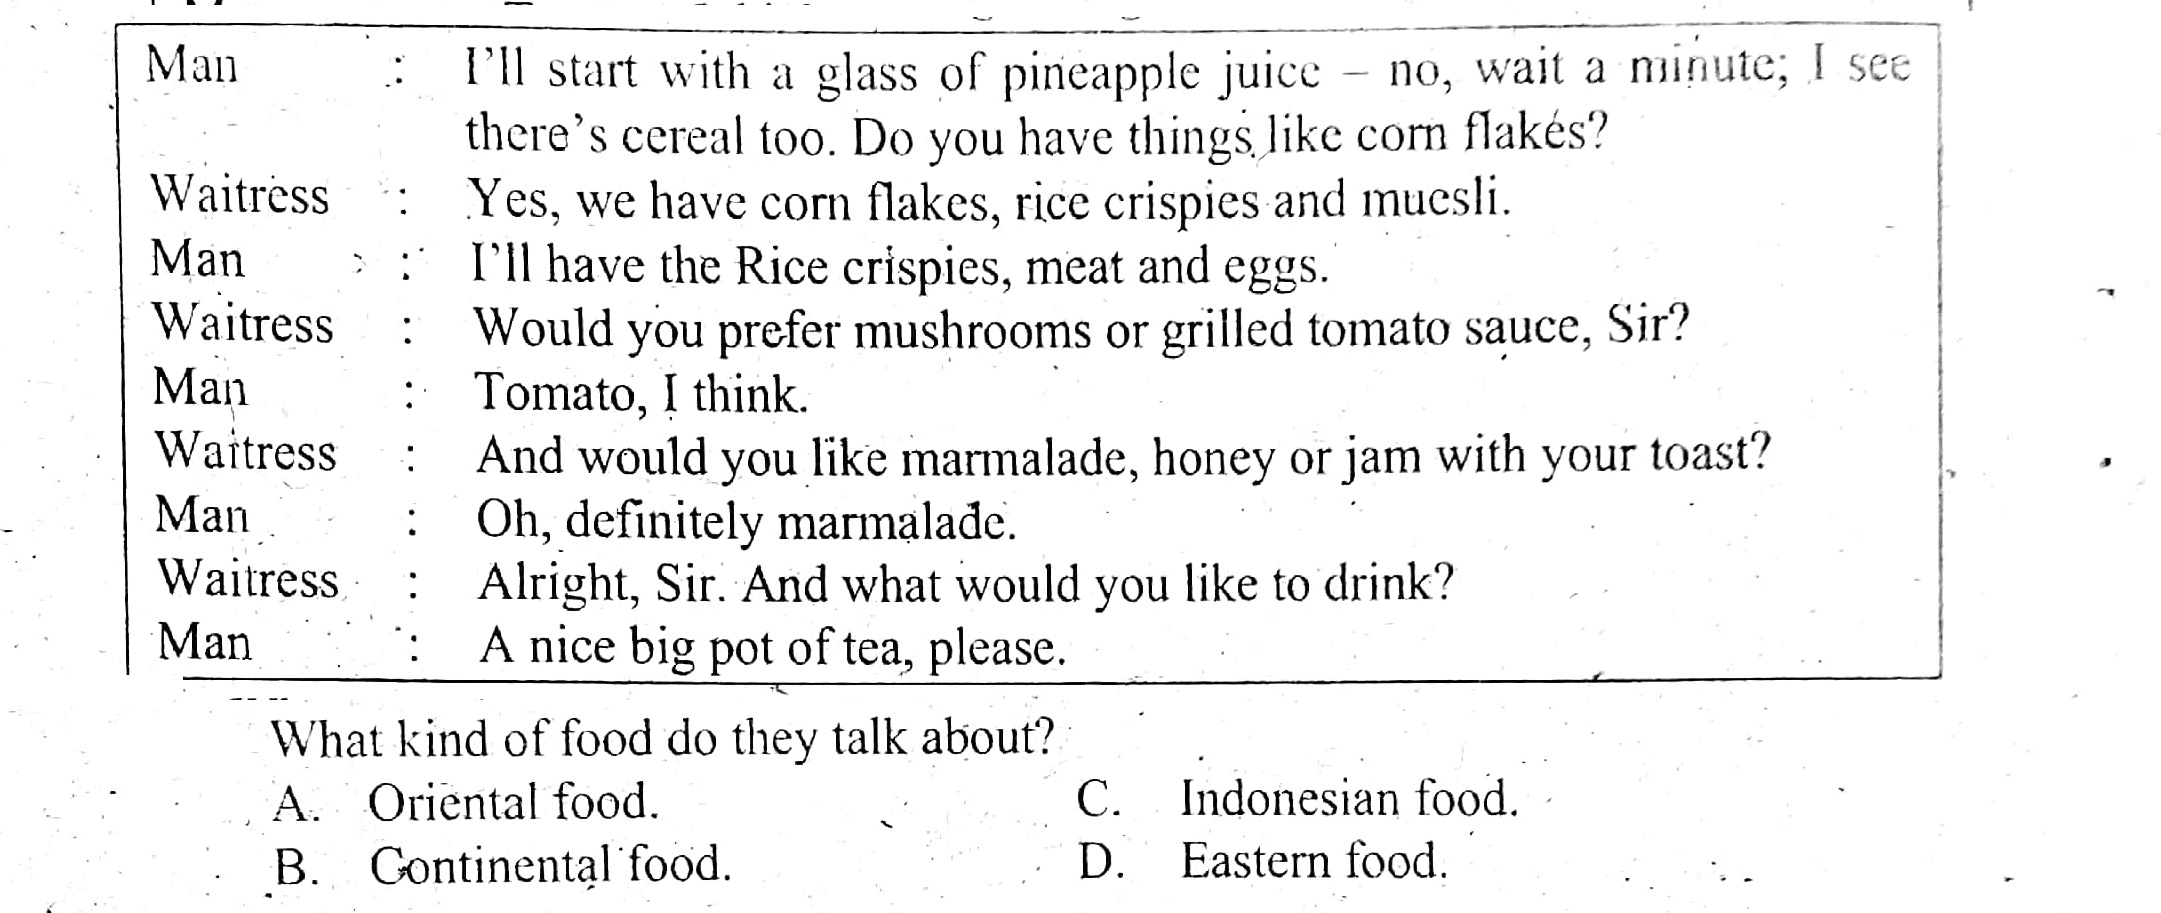 Man : I'll start with a glass of pineapple juice – no, wait a minute; I see
there's cereal too. Do you have things like corn flakes?
Waitress : Yes, we have corn flakes, rice crispies and muesli.
Man : I'll have the Rice crispies, meat and eggs.
Waitress : Would you prefer mushrooms or grilled tomato sauce, Sir?
Man : Tomato, I think.
Waitress : And would you like marmalade, honey or jam with your toast?
Man : Oh, definitely marmalade.
Waitress : Alright, Sir. And what would you like to drink?
Man : A nice big pot of tea, please.
What kind of food do they talk about?
A. Oriental food. C. Indonesian food.
B. Continental food. D. Eastern food.